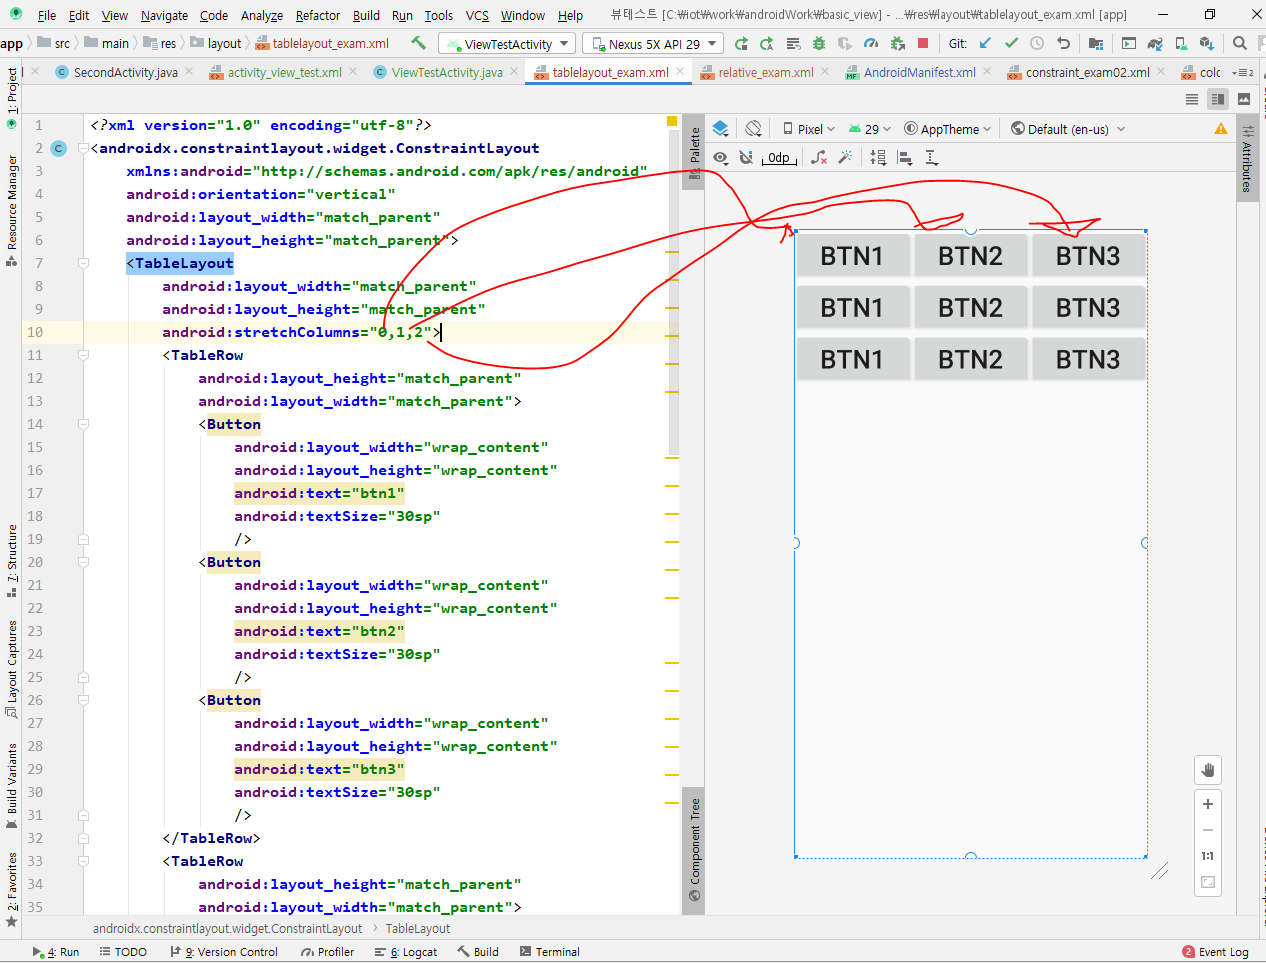 File Edit View Navigate Code Analyze Refactor Build Run Tools VCS Window Help 뷰테스트 [C:₩iot₩work₩androidWork₩basic_view] - ...₩res₩layout₩tablelayout_exam.xml [app]
app src main res layout tablelayout_exam.xml ViewTestActivity Nexus 5X API 29 Git:
SecondActivity.java activity_view_test.xml ViewTestActivity.java tablelayout_exam.xml relative_exam.xml AndroidManifest.xml constraint_exam02.xml colo
1: Project
Resource Manager
7: Structure
Layout Captures
Build Variants
2: Favorites
1 <?xml version="1.0" encoding="utf-8"?>
2 <androidx.constraintlayout.widget.ConstraintLayout
3 xmlns:android="http://schemas.android.com/apk/res/android"
4 android:orientation="vertical"
5 android:layout_width="match_parent"
6 android:layout_height="match_parent">
7 <TableLayout
8 android:layout_width="match_parent"
9 android:layout_height="match_parent"
10 android:stretchColumns="0,1,2">
11 <TableRow
12 android:layout_height="match_parent"
13 android:layout_width="match_parent">
14 <Button
15 android:layout_width="wrap_content"
16 android:layout_height="wrap_content"
17 android:text="btn1"
18 android:textSize="30sp"
19 />
20 <Button
21 android:layout_width="wrap_content"
22 android:layout_height="wrap_content"
23 android:text="btn2"
24 android:textSize="30sp"
25 />
26 <Button
27 android:layout_width="wrap_content"
28 android:layout_height="wrap_content"
29 android:text="btn3"
30 android:textSize="30sp"
31 />
32 </TableRow>
33 <TableRow
34 android:layout_height="match_parent"
35 android:layout_width="match_parent">
Palette
Component Tree
Pixel 29 AppTheme Default (en-us)
0dp
Attributes
BTN1 BTN2 BTN3
BTN1 BTN2 BTN3
BTN1 BTN2 BTN3
1:1
androidx.constraintlayout.widget.ConstraintLayout > TableLayout
4: Run TODO 9: Version Control Profiler 6: Logcat Build Terminal 2 Event Log